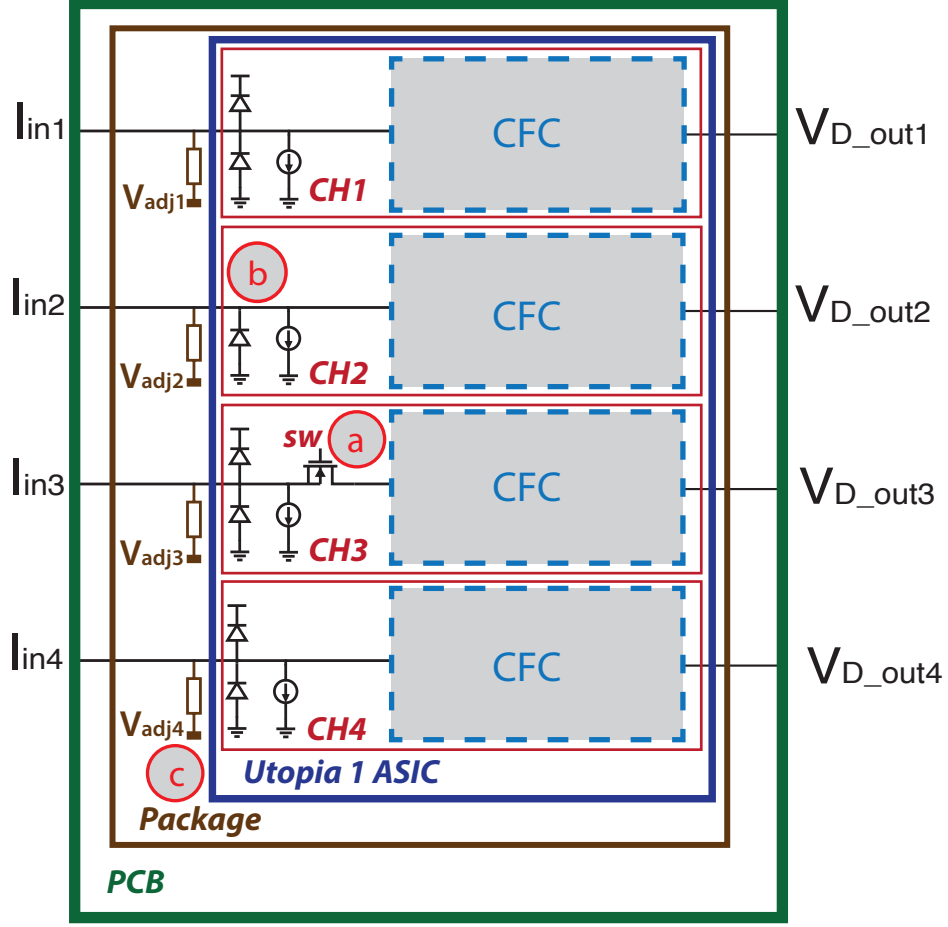 Iin1
Vadj1
CH1
CFC
VD_out1
b
Iin2
Vadj2
CH2
CFC
VD_out2
sw
a
Iin3
Vadj3
CH3
CFC
VD_out3
Iin4
Vadj4
CH4
CFC
VD_out4
c
Utopia 1 ASIC
Package
PCB